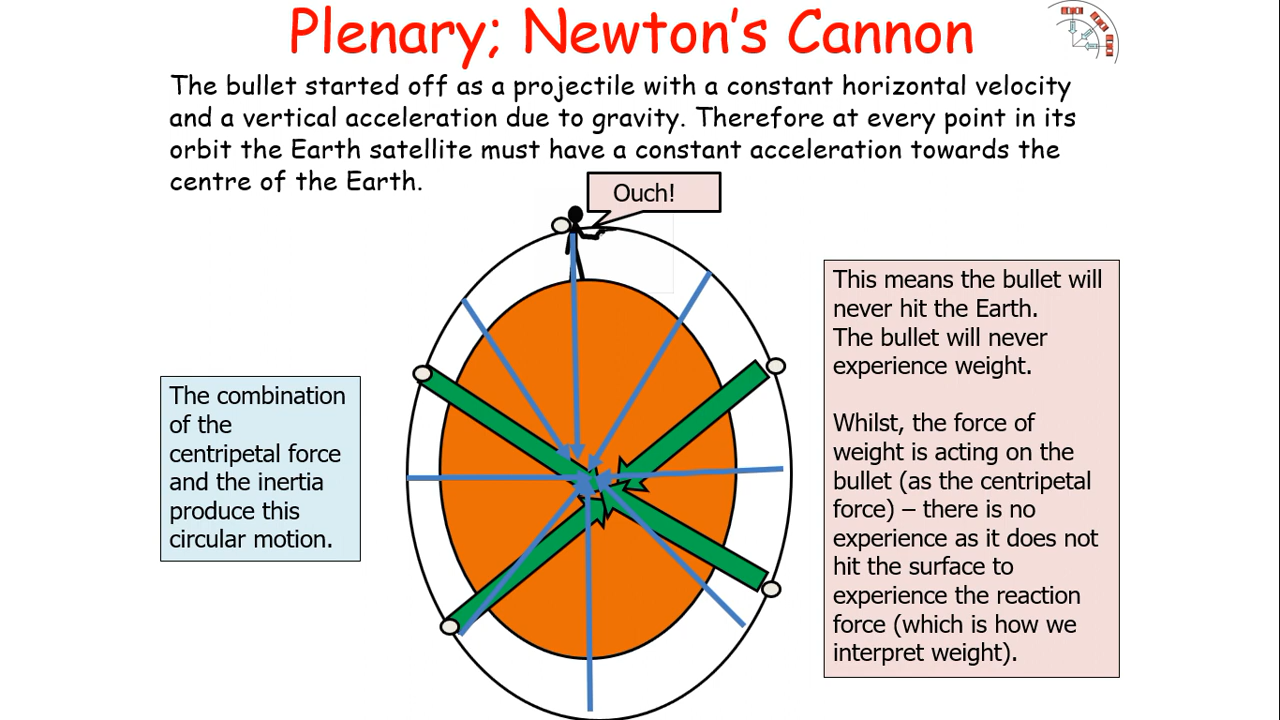 Plenary; Newton's Cannon
The bullet started off as a projectile with a constant horizontal velocity
and a vertical acceleration due to gravity. Therefore at every point in its
orbit the Earth satellite must have a constant acceleration towards the
centre of the Earth.
Ouch!
The combination
of the
centripetal force
and the inertia
produce this
circular motion.
This means the bullet will
never hit the Earth.
The bullet will never
experience weight.
Whilst, the force of
weight is acting on the
bullet (as the centripetal
force) – there is no
experience as it does not
hit the surface to
experience the reaction
force (which is how we
interpret weight).